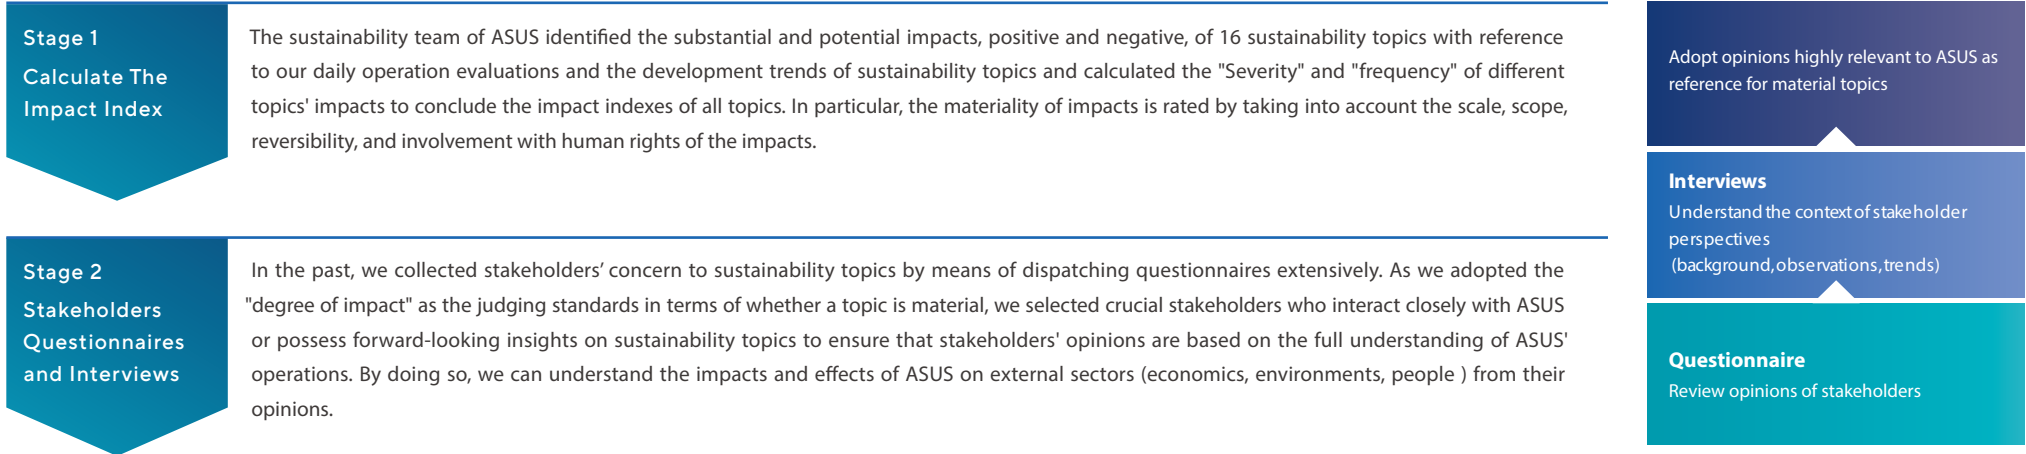 Stage 1
Calculate The
Impact Index
The sustainability team of ASUS identified the substantial and potential impacts, positive and negative, of 16 sustainability topics with reference
to our daily operation evaluations and the development trends of sustainability topics and calculated the "Severity" and "frequency" of different
topics' impacts to conclude the impact indexes of all topics. In particular, the materiality of impacts is rated by taking into account the scale, scope,
reversibility, and involvement with human rights of the impacts.
Stage 2
Stakeholders
Questionnaires
and Interviews
In the past, we collected stakeholders’ concern to sustainability topics by means of dispatching questionnaires extensively. As we adopted the
"degree of impact" as the judging standards in terms of whether a topic is material, we selected crucial stakeholders who interact closely with ASUS
or possess forward-looking insights on sustainability topics to ensure that stakeholders' opinions are based on the full understanding of ASUS'
operations. By doing so, we can understand the impacts and effects of ASUS on external sectors (economics, environments, people ) from their
opinions.
Adopt opinions highly relevant to ASUS as
reference for material topics
Interviews
Understand the context of stakeholder
perspectives
(background, observations, trends)
Questionnaire
Review opinions of stakeholders